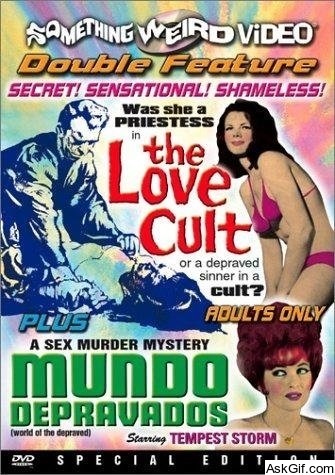 SOMETHING WEIRD VIDEO
Double Feature
SECRET! SENSATIONAL! SHAMELESS!
Was she a
PRIESTESS
in
the
Love
Cult
or a depraved
sinner in a
cult?
ADULTS ONLY
PLUS
A SEX MURDER MYSTERY
MUNDO
DEPRAVADOS
(world of the depraved)
Starring TEMPEST STORM
DVD
VIDEO
SPECIAL EDITION
AskGif.com